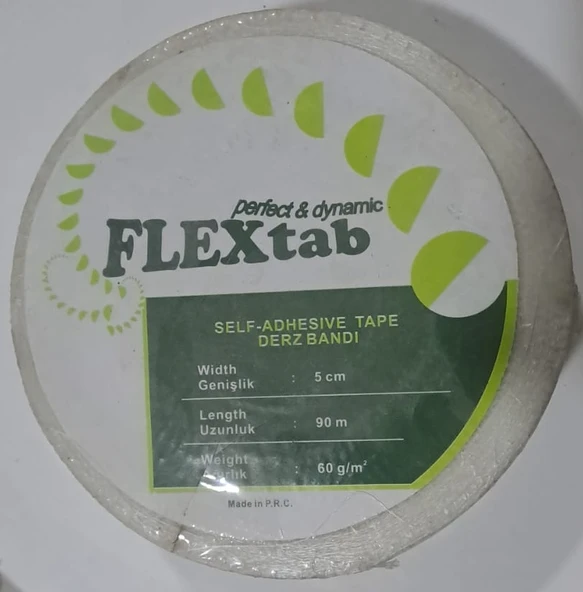 perfect & dynamic
FLEXtab
SELF-ADHESIVE TAPE
DERZ BANDI
Width
Genişlik : 5 cm
Length
Uzunluk : 90 m
Weight
: 60 g/m²
Made in P.R.C.